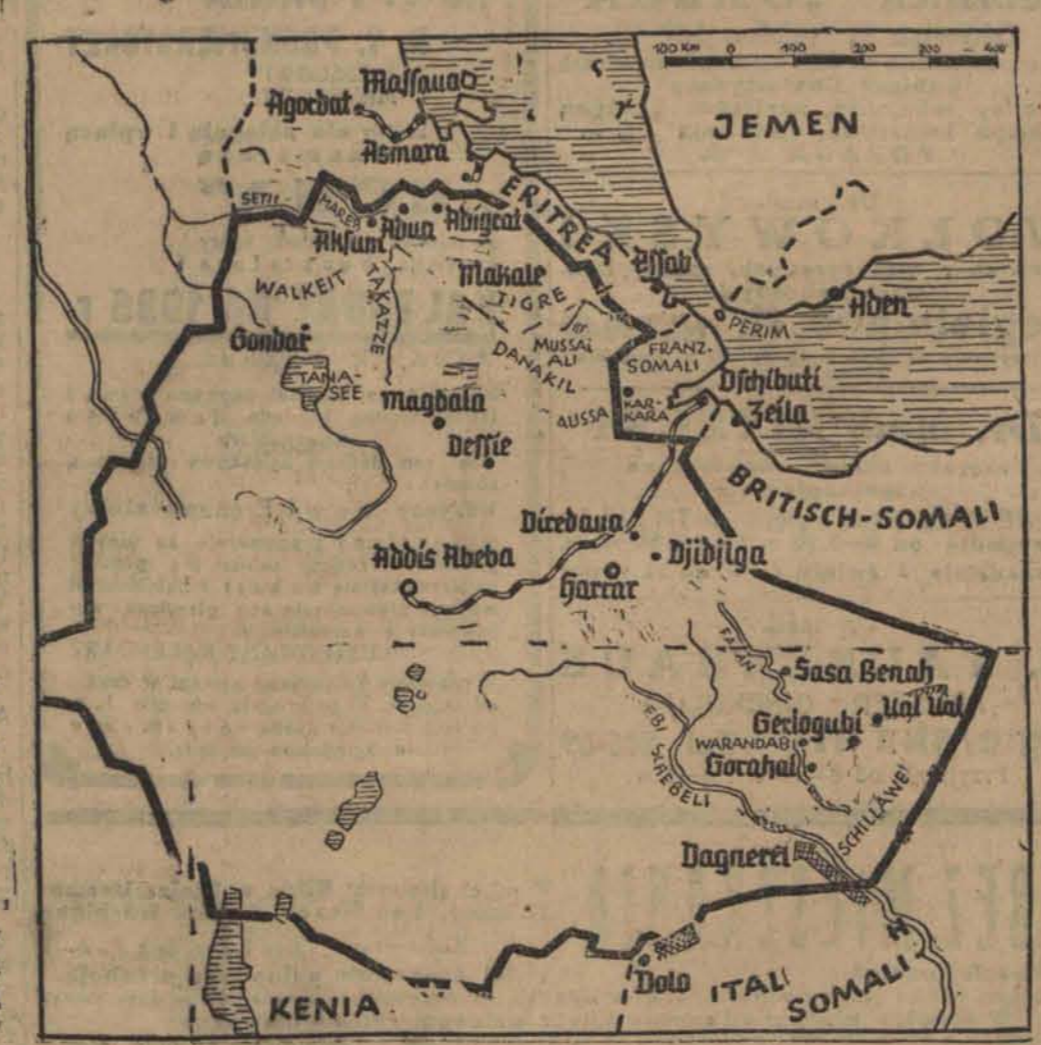 100 Km 0 100 200 300 400
Massaua
Agordat
JEMEN
Asmara
SETIT
MAREB
ERITREA
Aksum
Adua
Adigrat
Assab
Makale
TIGRE
WALKEIT
TAKAZZE
Aden
PERIM
Gondar
MUSSAI
ALI
DANAKIL
FRANZ.-
SOMALI
TANA-
SEE
Dschibuti
Magdala
AUSSA
KAR-
KARA
Zeila
Dessie
BRITISCH-SOMALI
Diredaua
Addis Abeba
Djidjiga
Harrar
FAFAN
Sasa Benah
Ual Ual
Gerlogubi
WARANDAB
Gorahai
SCHEBELI
SCHILLÄWEH
Dagnerei
Dolo
ITALI
SOMALI
KENIA